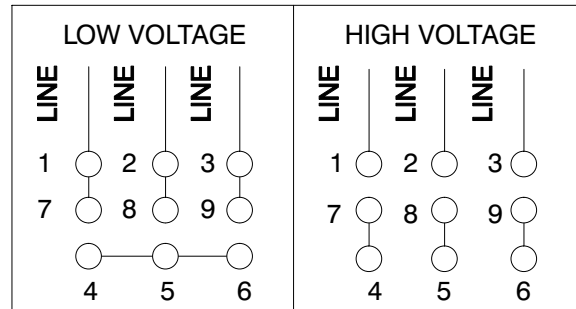 LOW VOLTAGE
LINE LINE LINE
1 2 3
7 8 9
4 5 6
HIGH VOLTAGE
LINE LINE LINE
1 2 3
7 8 9
4 5 6